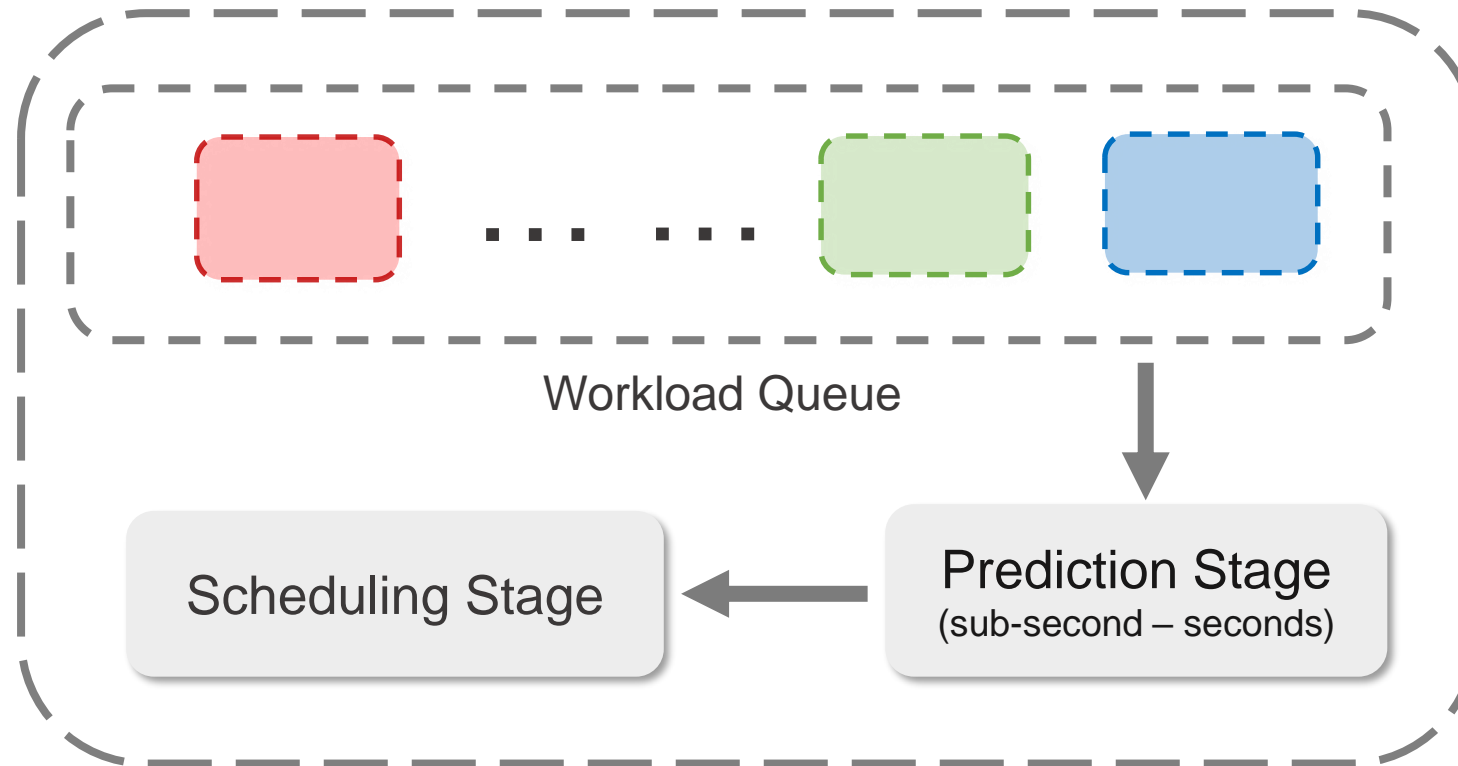 Workload Queue
Scheduling Stage
Prediction Stage
(sub-second – seconds)